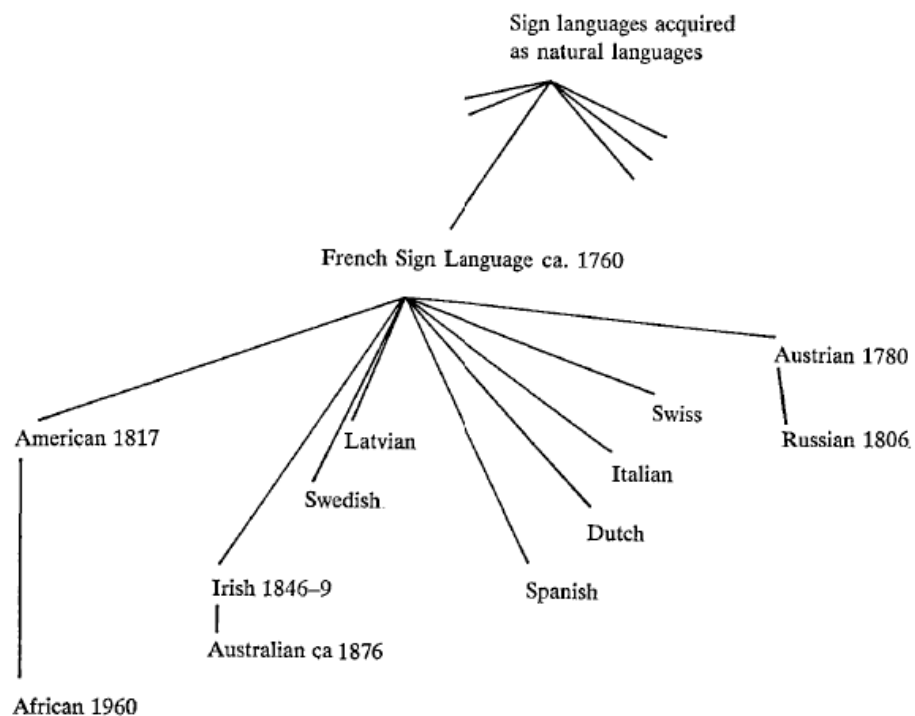 Sign languages acquired
as natural languages
French Sign Language ca. 1760
Austrian 1780
Swiss
American 1817
Latvian
Russian 1806
Italian
Swedish
Dutch
Irish 1846–9
Spanish
Australian ca 1876
African 1960